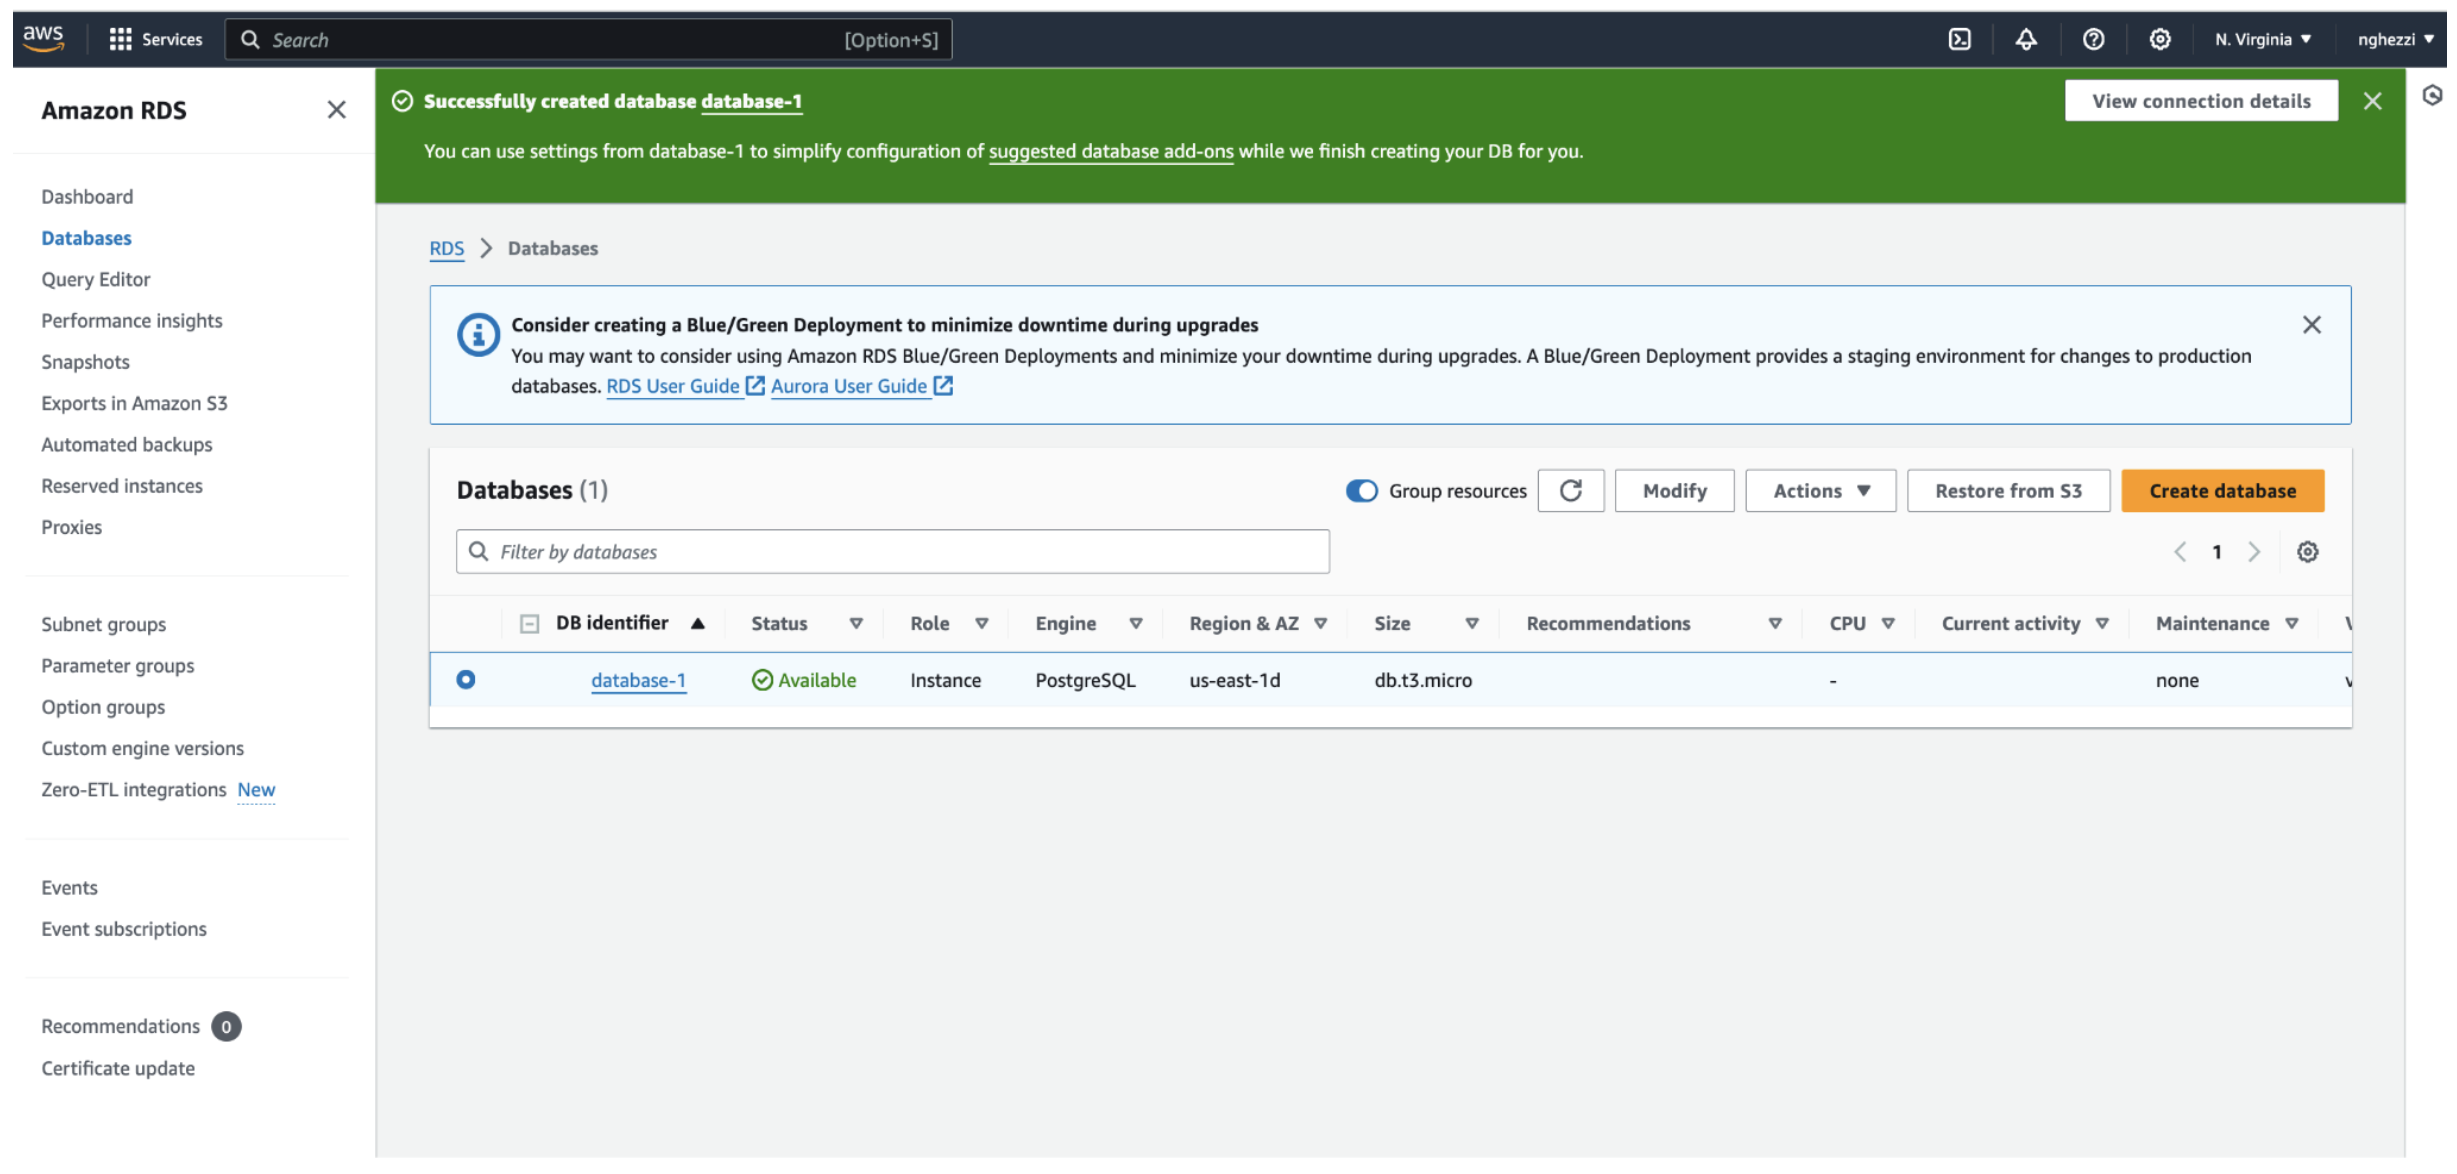 aws
Services
Search
[Option+S]
N. Virginia
nghezzi
Amazon RDS
Dashboard
Databases
Query Editor
Performance insights
Snapshots
Exports in Amazon S3
Automated backups
Reserved instances
Proxies
Subnet groups
Parameter groups
Option groups
Custom engine versions
Zero-ETL integrations New
Events
Event subscriptions
Recommendations 0
Certificate update
Successfully created database database-1
View connection details
You can use settings from database-1 to simplify configuration of suggested database add-ons while we finish creating your DB for you.
RDS > Databases
Consider creating a Blue/Green Deployment to minimize downtime during upgrades
You may want to consider using Amazon RDS Blue/Green Deployments and minimize your downtime during upgrades. A Blue/Green Deployment provides a staging environment for changes to production
databases. RDS User Guide Aurora User Guide
Databases (1)
Group resources
Modify
Actions
Restore from S3
Create database
Filter by databases
1
DB identifier Status Role Engine Region & AZ Size Recommendations CPU Current activity Maintenance
database-1 Available Instance PostgreSQL us-east-1d db.t3.micro - none